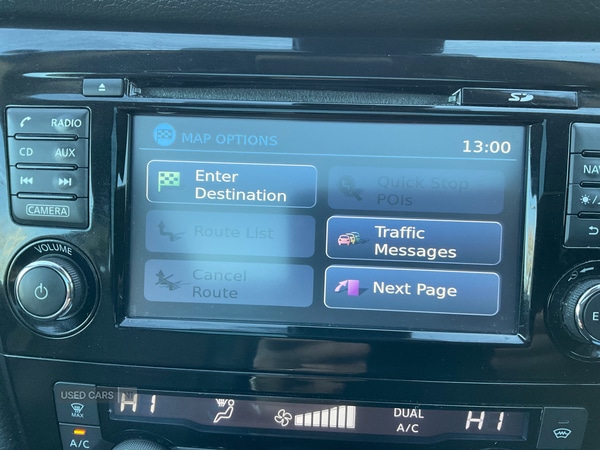 SD
RADIO
CD AUX
CAMERA
VOLUME
MAP OPTIONS
13:00
Enter
Destination
Quick Stop
POIs
Route List
Traffic
Messages
Cancel
Route
Next Page
NAV
USED CARS
MAX
A/C
HI
DUAL
A/C
HI